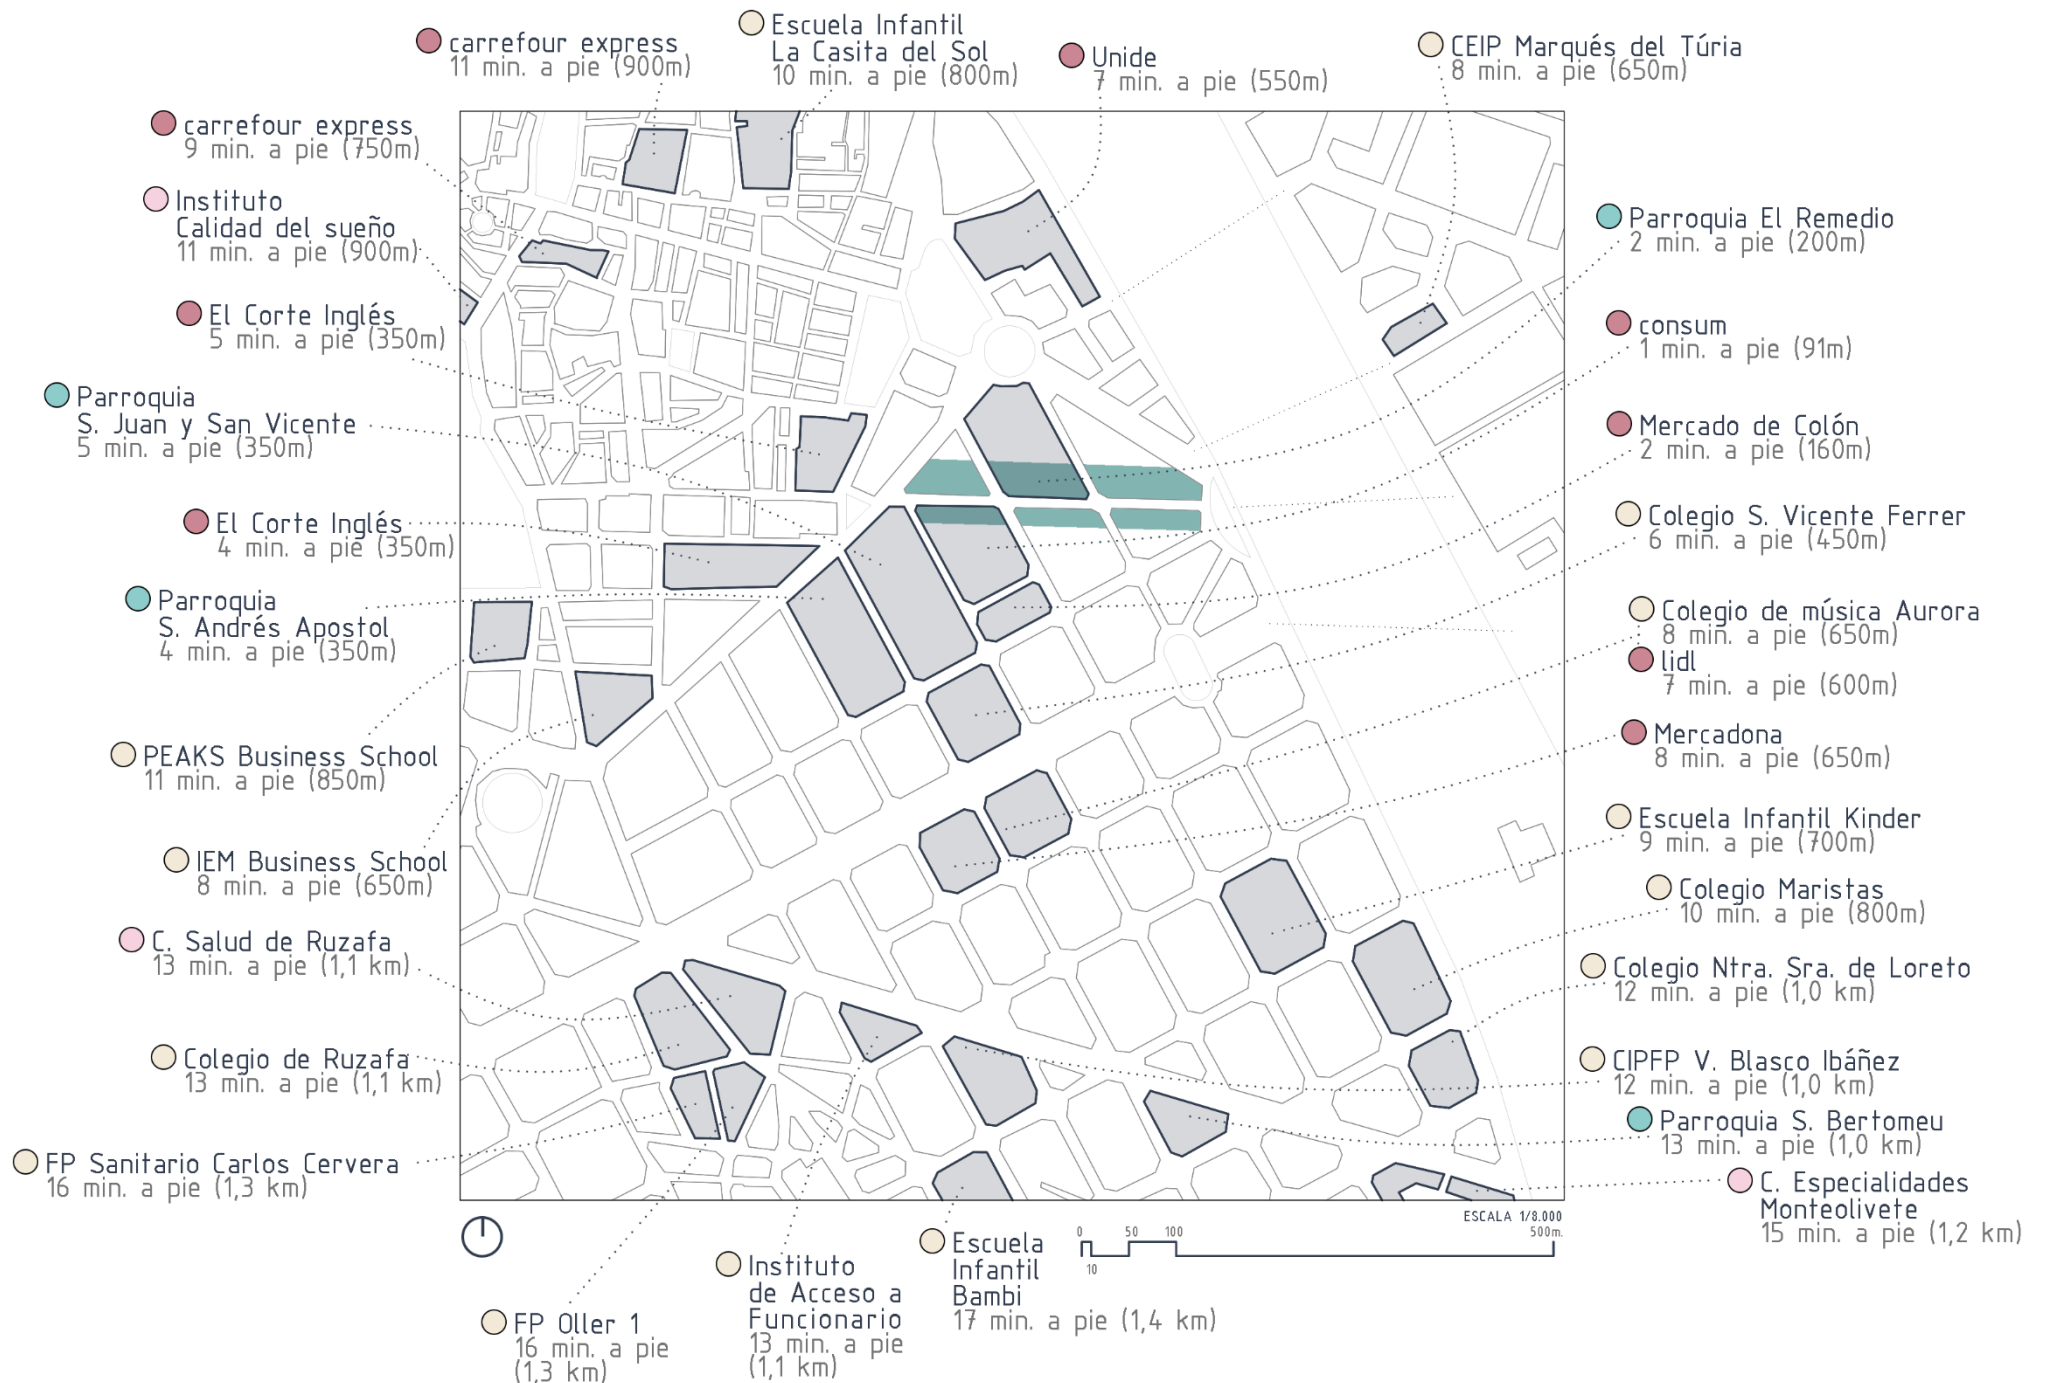 carrefour express
11 min. a pie (900m)
Escuela Infantil
La Casita del Sol
10 min. a pie (800m)
Unide
7 min. a pie (550m)
CEIP Marqués del Túria
8 min. a pie (650m)
carrefour express
9 min. a pie (750m)
Instituto
Calidad del sueño
11 min. a pie (900m)
El Corte Inglés
5 min. a pie (350m)
Parroquia
S. Juan y San Vicente
5 min. a pie (350m)
El Corte Inglés
4 min. a pie (350m)
Parroquia
S. Andrés Apostol
4 min. a pie (350m)
PEAKS Business School
11 min. a pie (850m)
IEM Business School
8 min. a pie (650m)
C. Salud de Ruzafa
13 min. a pie (1,1 km)
Colegio de Ruzafa
13 min. a pie (1,1 km)
FP Sanitario Carlos Cervera
16 min. a pie (1,3 km)
Parroquia El Remedio
2 min. a pie (200m)
consum
1 min. a pie (91m)
Mercado de Colón
2 min. a pie (160m)
Colegio S. Vicente Ferrer
6 min. a pie (450m)
Colegio de música Aurora
8 min. a pie (650m)
lidl
7 min. a pie (600m)
Mercadona
8 min. a pie (650m)
Escuela Infantil Kinder
9 min. a pie (700m)
Colegio Maristas
10 min. a pie (800m)
Colegio Ntra. Sra. de Loreto
12 min. a pie (1,0 km)
CIPFP V. Blasco Ibáñez
12 min. a pie (1,0 km)
Parroquia S. Bertomeu
13 min. a pie (1,0 km)
C. Especialidades
Monteolivete
15 min. a pie (1,2 km)
ESCALA 1/8.000
0 50 100 500m.
10
Escuela
Infantil
Bambi
17 min. a pie (1,4 km)
Instituto
de Acceso a
Funcionario
13 min. a pie
(1,1 km)
FP Oller 1
16 min. a pie
(1,3 km)